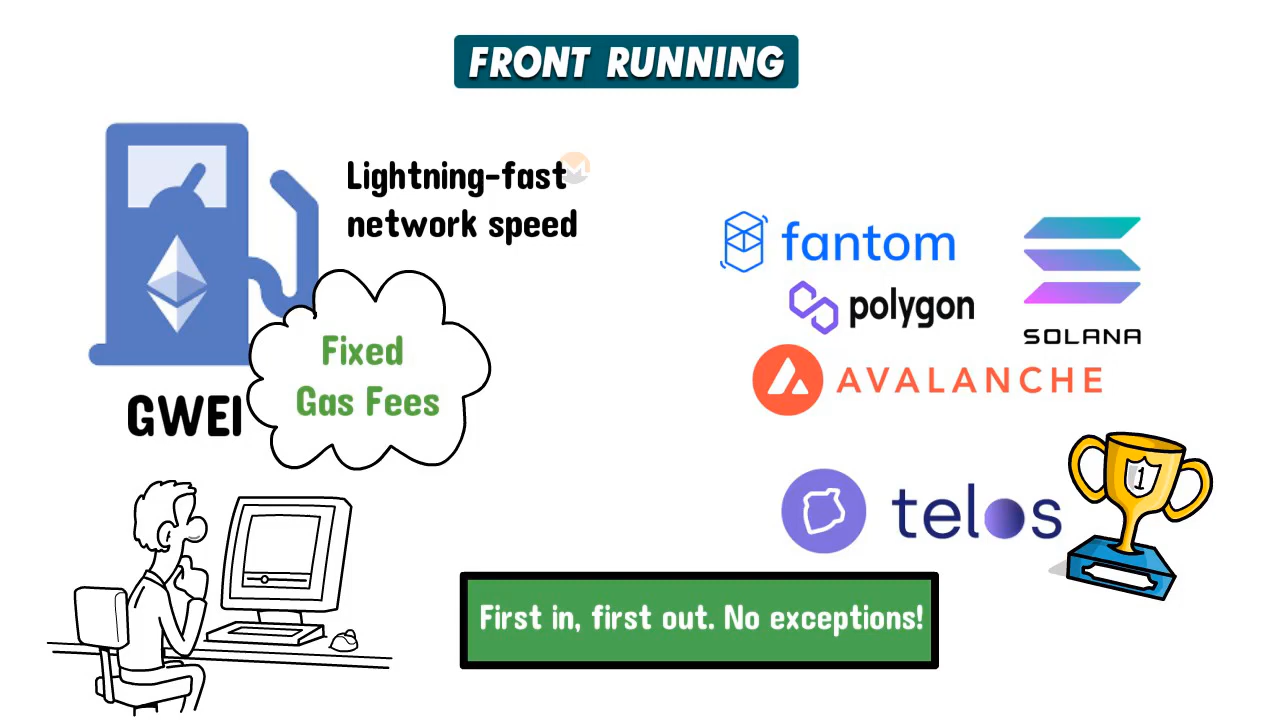 FRONT RUNNING
Lightning-fast
network speed
Fixed
Gas Fees
GWEI
fantom
polygon
SOLANA
AVALANCHE
telos
1
First in, first out. No exceptions!